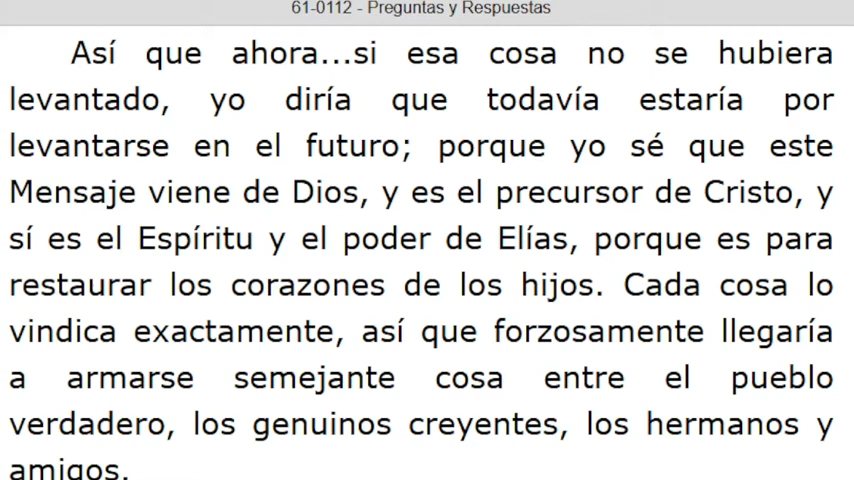 61-0112 - Preguntas y Respuestas
Así que ahora...si esa cosa no se hubiera
levantado, yo diría que todavía estaría por
levantarse en el futuro; porque yo sé que este
Mensaje viene de Dios, y es el precursor de Cristo, y
sí es el Espíritu y el poder de Elías, porque es para
restaurar los corazones de los hijos. Cada cosa lo
vindica exactamente, así que forzosamente llegaría
a armarse semejante cosa entre el pueblo
verdadero, los genuinos creyentes, los hermanos y
amigos.